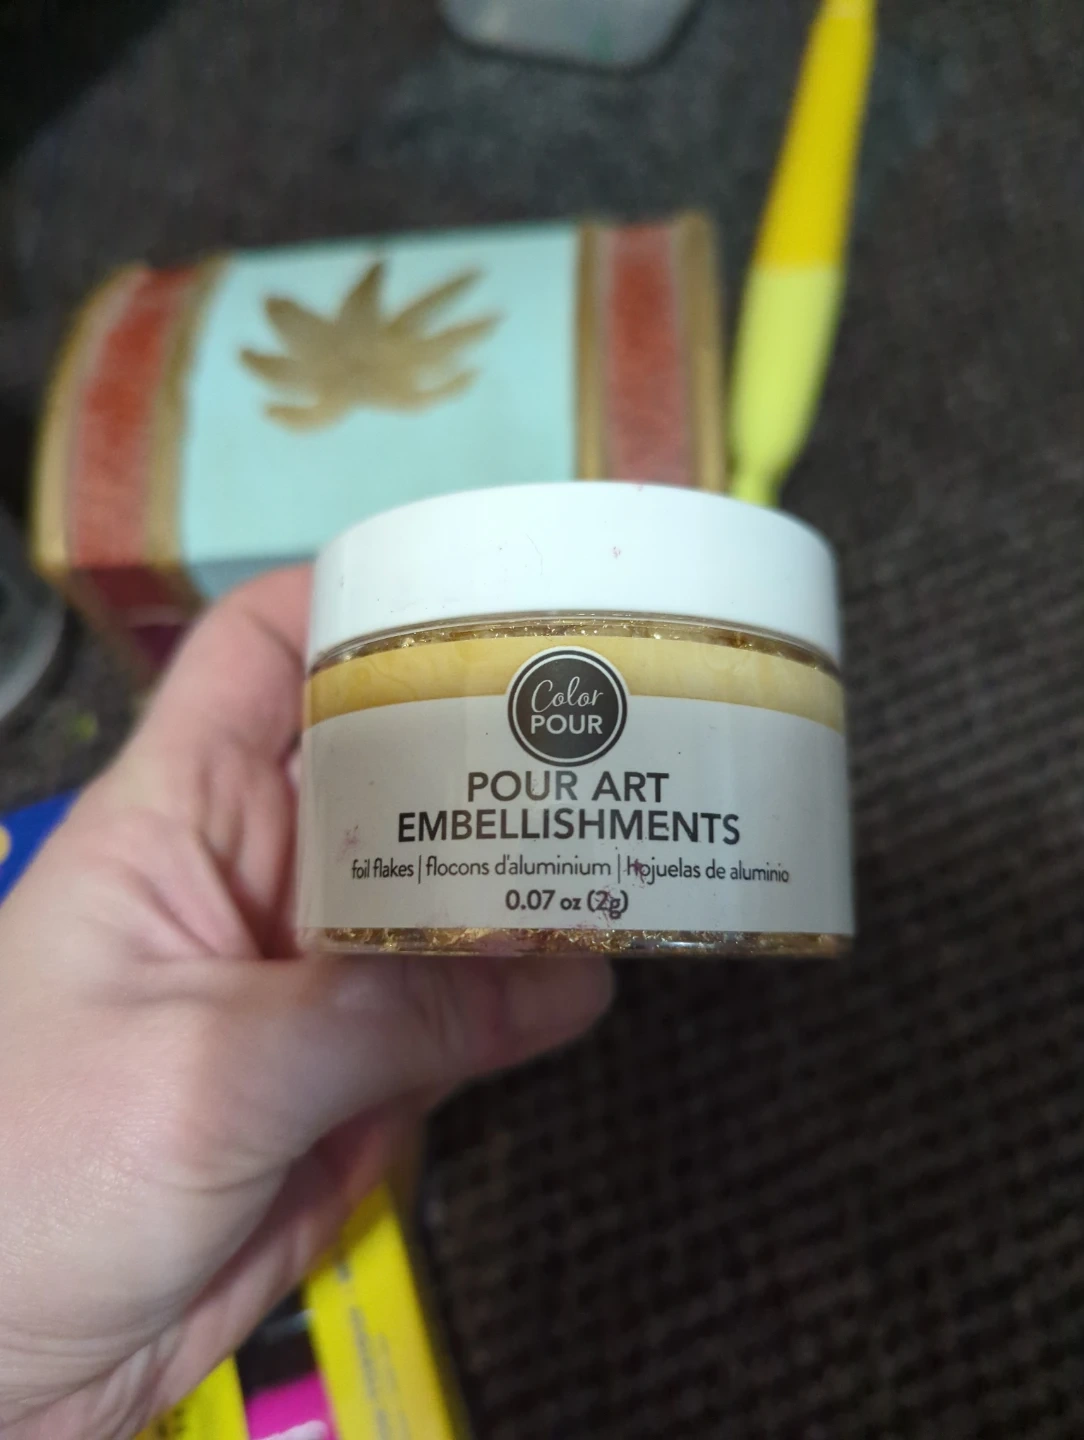 Color
POUR
POUR ART
EMBELLISHMENTS
foil flakes | flocons d'aluminium | hojuelas de aluminio
0.07 oz (2g)